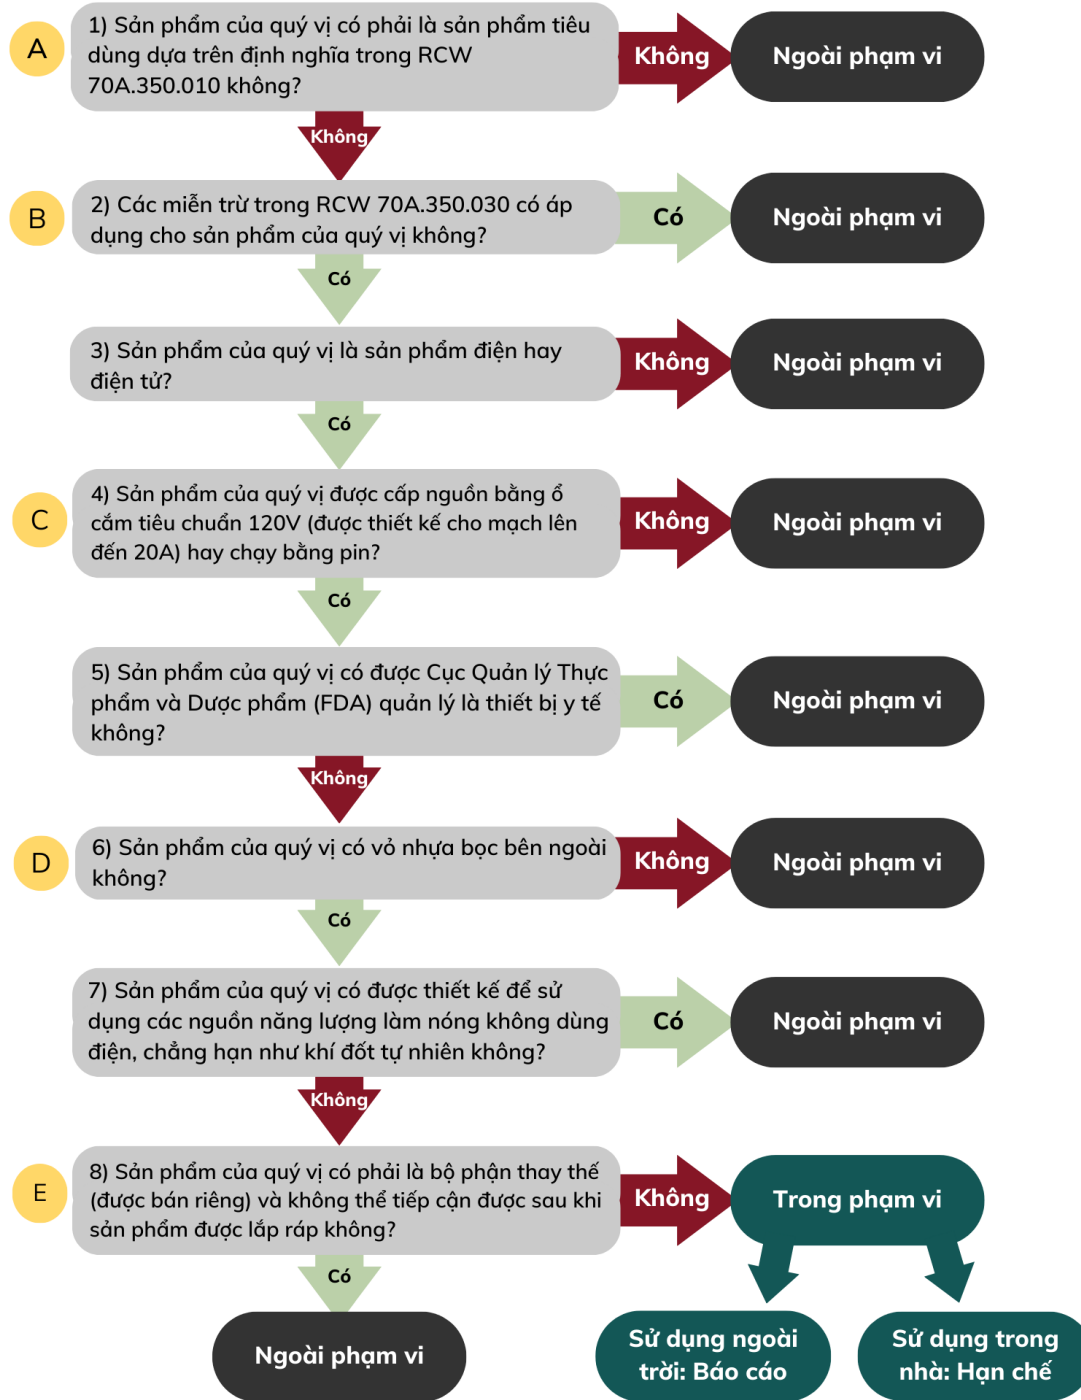 A
1) Sản phẩm của quý vị có phải là sản phẩm tiêu
dùng dựa trên định nghĩa trong RCW
70A.350.010 không?
Không
Ngoài phạm vi
Không
B
2) Các miễn trừ trong RCW 70A.350.030 có áp
dụng cho sản phẩm của quý vị không?
Có
Ngoài phạm vi
Có
3) Sản phẩm của quý vị là sản phẩm điện hay
điện tử?
Không
Ngoài phạm vi
Có
C
4) Sản phẩm của quý vị được cấp nguồn bằng ổ
cắm tiêu chuẩn 120V (được thiết kế cho mạch lên
đến 20A) hay chạy bằng pin?
Không
Ngoài phạm vi
Có
5) Sản phẩm của quý vị có được Cục Quản lý Thực
phẩm và Dược phẩm (FDA) quản lý là thiết bị y tế
không?
Có
Ngoài phạm vi
Không
D
6) Sản phẩm của quý vị có vỏ nhựa bọc bên ngoài
không?
Không
Ngoài phạm vi
Có
7) Sản phẩm của quý vị có được thiết kế để sử
dụng các nguồn năng lượng làm nóng không dùng
điện, chẳng hạn như khí đốt tự nhiên không?
Có
Ngoài phạm vi
Không
E
8) Sản phẩm của quý vị có phải là bộ phận thay thế
(được bán riêng) và không thể tiếp cận được sau khi
sản phẩm được lắp ráp không?
Không
Trong phạm vi
Có
Ngoài phạm vi
Sử dụng ngoài
trời: Báo cáo
Sử dụng trong
nhà: Hạn chế